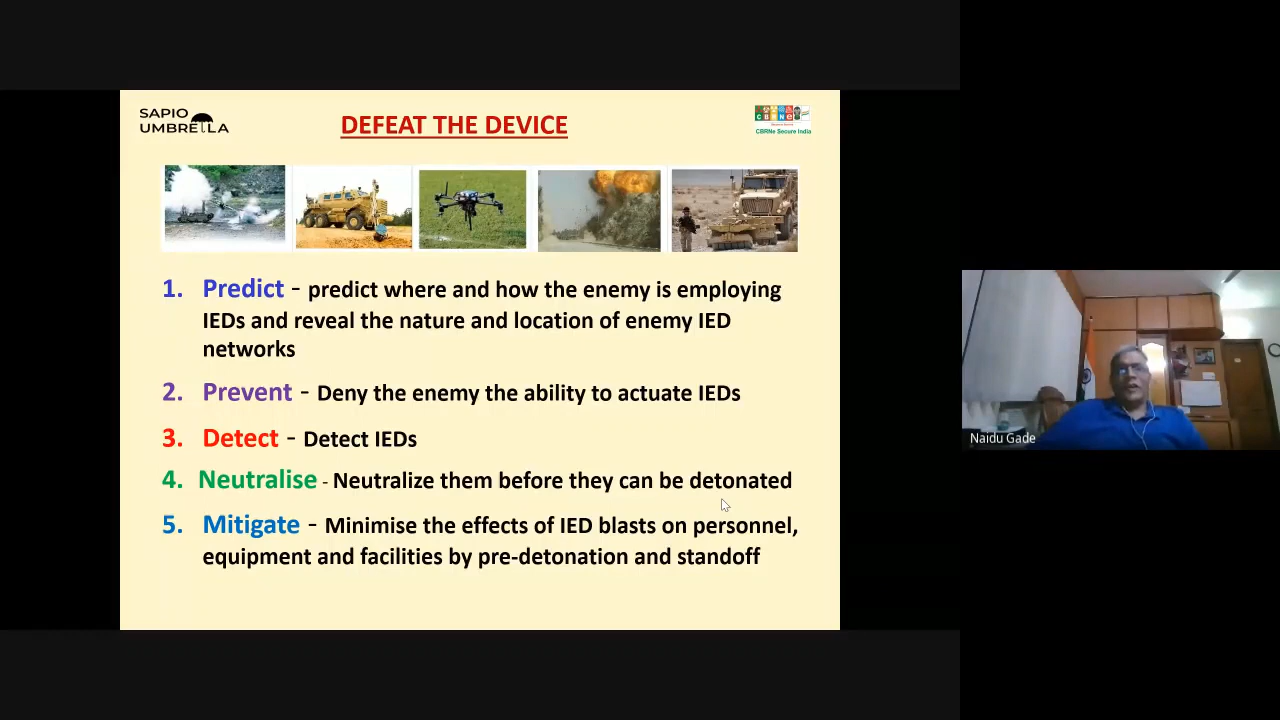 SAPIO
UMBRELLA
DEFEAT THE DEVICE
CBRNe
CBRNe Secure India
1. Predict - predict where and how the enemy is employing
IEDs and reveal the nature and location of enemy IED
networks
2. Prevent - Deny the enemy the ability to actuate IEDs
3. Detect - Detect IEDs
4. Neutralise - Neutralize them before they can be detonated
5. Mitigate - Minimise the effects of IED blasts on personnel,
equipment and facilities by pre-detonation and standoff
Naidu Gade